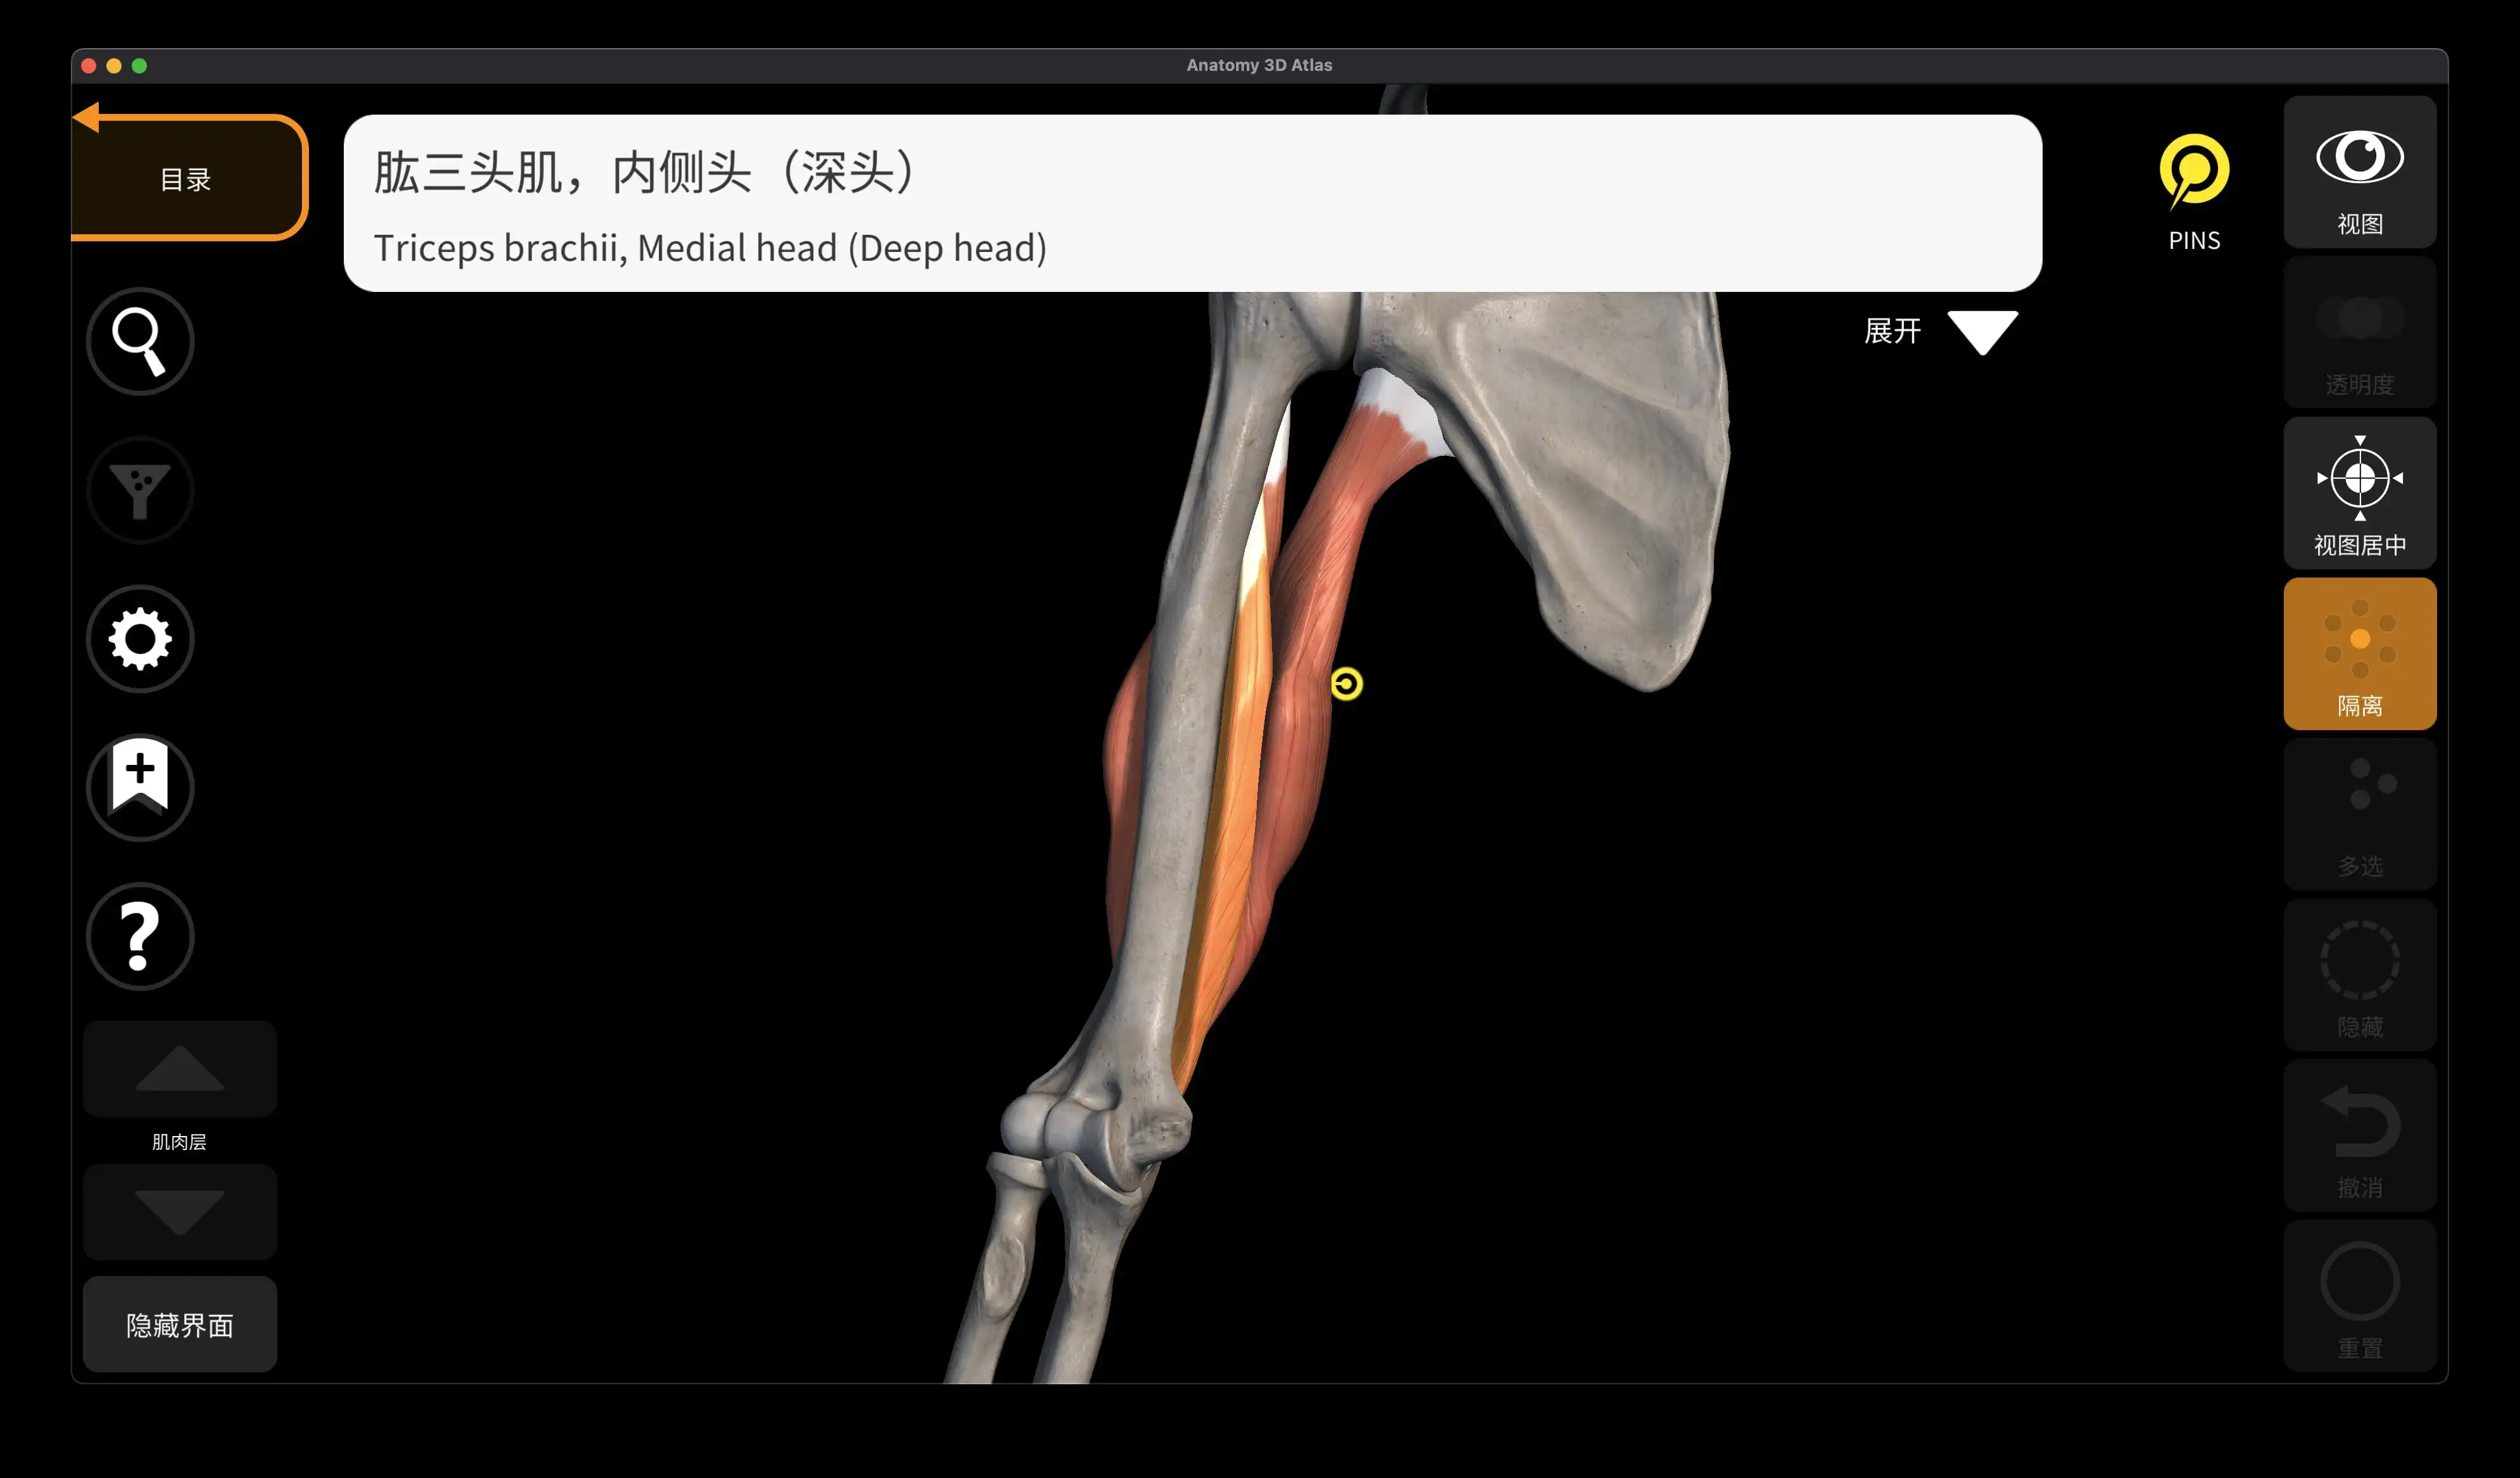 Anatomy 3D Atlas
目录
肱三头肌，内侧头（深头）
Triceps brachii, Medial head (Deep head)
展开
PINS
视图
透明度
视图居中
隔离
多选
隐藏
撤消
重置
肌肉层
隐藏界面